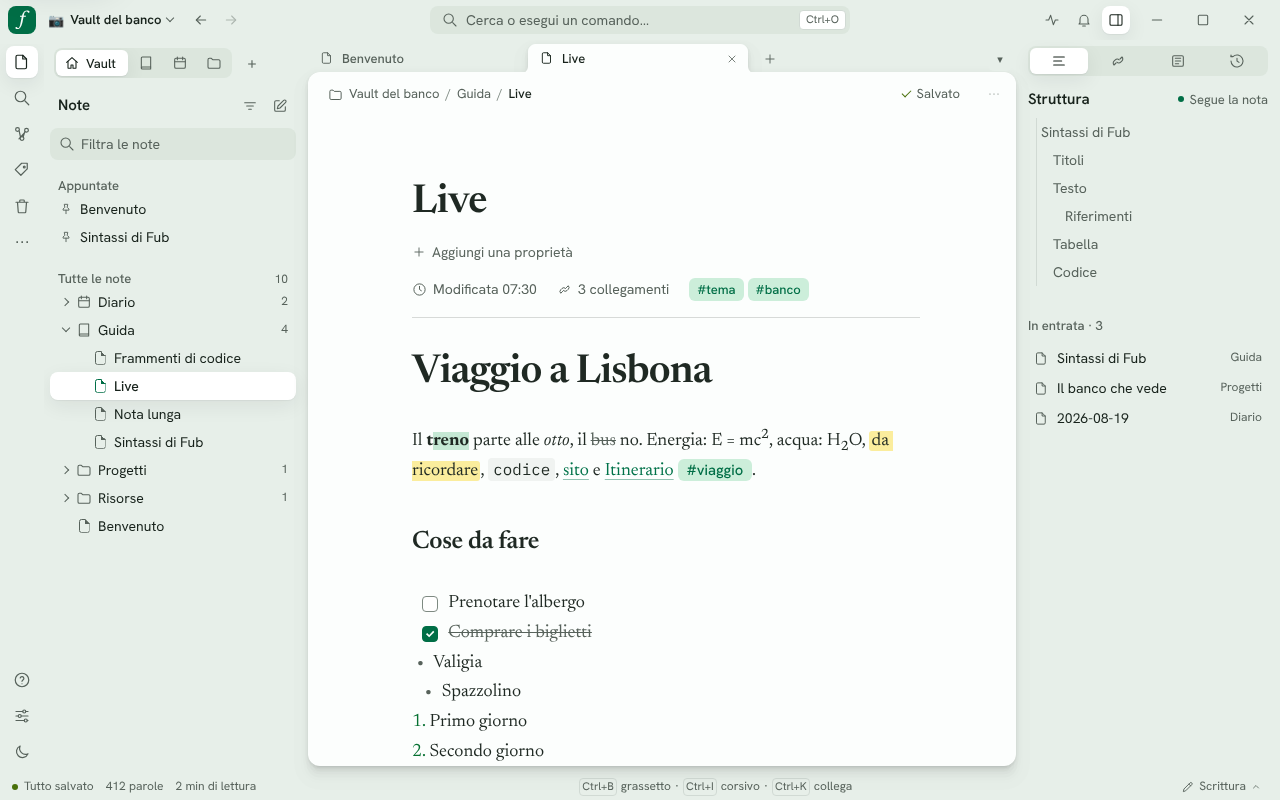 f Vault del banco
Cerca o esegui un comando… Ctrl+O
Vault
Benvenuto
Live
Note
Filtra le note
Appuntate
Benvenuto
Sintassi di Fub
Tutte le note 10
Diario 2
Guida 4
Frammenti di codice
Live
Nota lunga
Sintassi di Fub
Progetti 1
Risorse 1
Benvenuto
Vault del banco / Guida / Live
Salvato
Live
Aggiungi una proprietà
Modificata 07:30 3 collegamenti #tema #banco
Viaggio a Lisbona
Il treno parte alle otto, il bus no. Energia: E = mc², acqua: H₂O, da
ricordare, codice, sito e Itinerario #viaggio.
Cose da fare
Prenotare l'albergo
Comprare i biglietti
• Valigia
• Spazzolino
1. Primo giorno
2. Secondo giorno
Struttura
Segue la nota
Sintassi di Fub
Titoli
Testo
Riferimenti
Tabella
Codice
In entrata · 3
Sintassi di Fub Guida
Il banco che vede Progetti
2026-08-19 Diario
Tutto salvato 412 parole 2 min di lettura
Ctrl+B grassetto · Ctrl+I corsivo · Ctrl+K collega
Scrittura